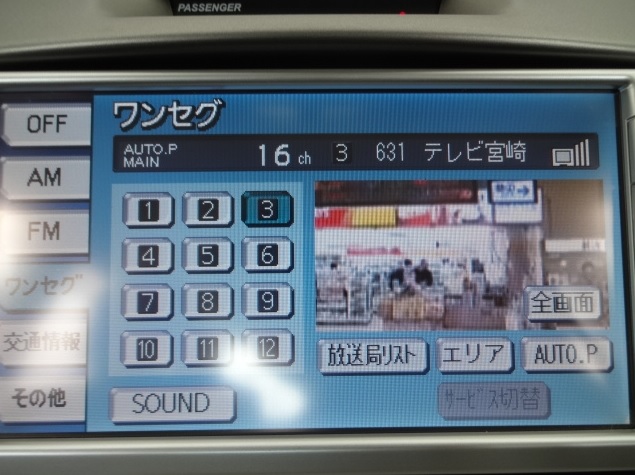 PASSENGER
ワンセグ
OFF
AUTO.P
MAIN
16 ch 3 631 テレビ宮崎
AM
1 2 3
FM
4 5 6
ワンセグ
7 8 9
全画面
交通情報
10 11 12
放送局リスト エリア AUTO.P
その他
SOUND
サービス切替